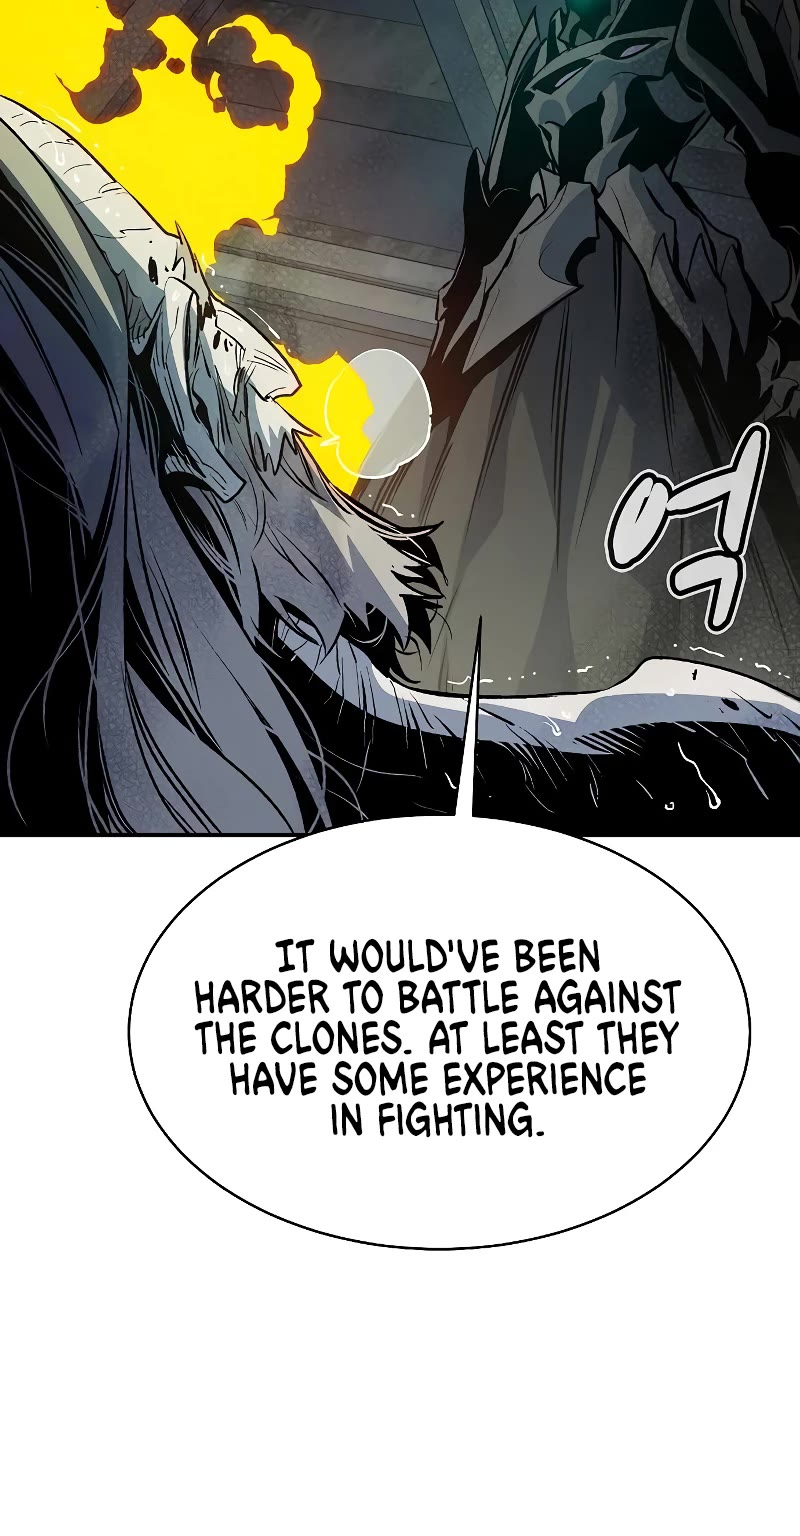 억
IT WOULD'VE BEEN
HARDER TO BATTLE AGAINST
THE CLONES. AT LEAST THEY
HAVE SOME EXPERIENCE
IN FIGHTING.